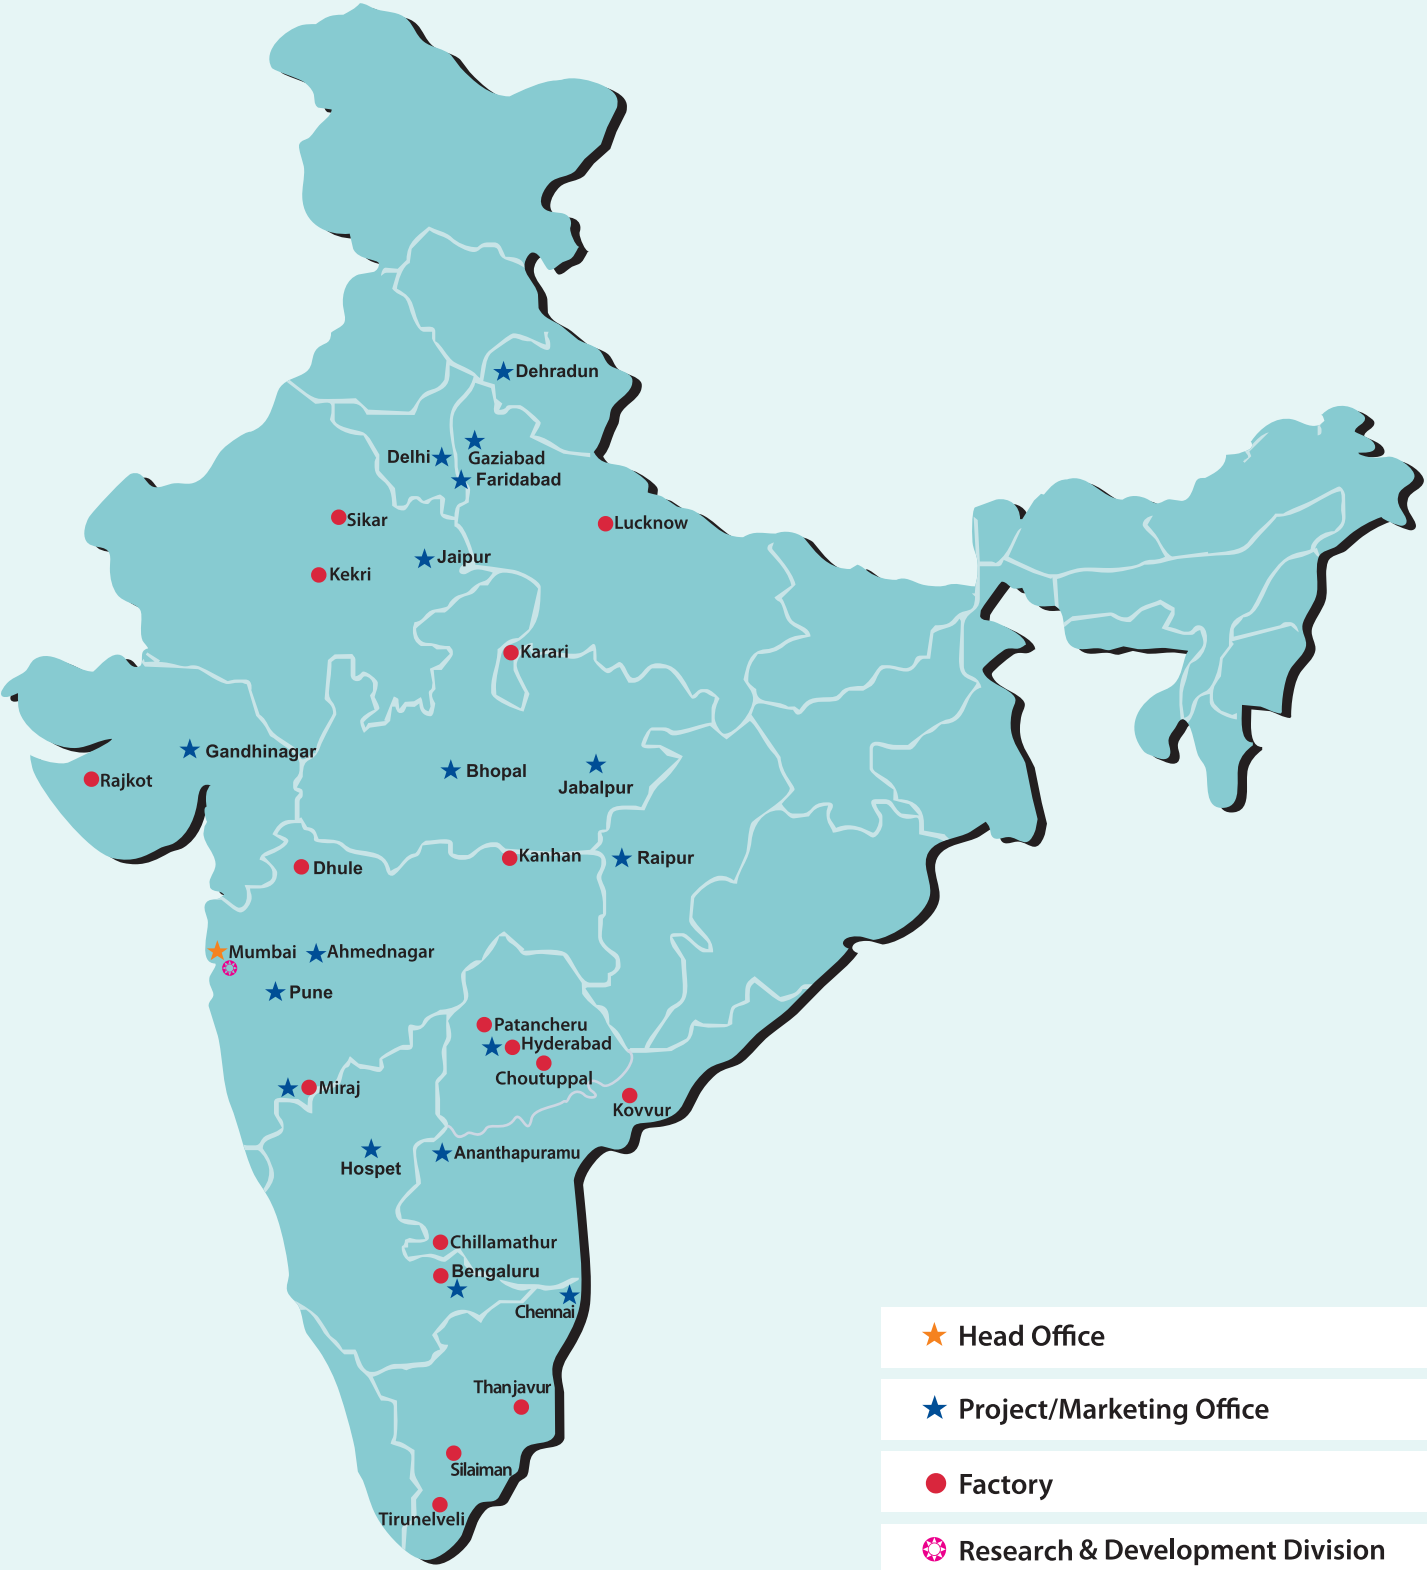 Dehradun
Delhi
Gaziabad
Faridabad
Sikar
Lucknow
Jaipur
Kekri
Karari
Gandhinagar
Rajkot
Bhopal
Jabalpur
Kanhan
Raipur
Dhule
Mumbai
Ahmednagar
Pune
Patancheru
Hyderabad
Choutuppal
Miraj
Kovvur
Hospet
Ananthapuramu
Chillamathur
Bengaluru
Chennai
Thanjavur
Silaiman
Tirunelveli
Head Office
Project/Marketing Office
Factory
Research & Development Division